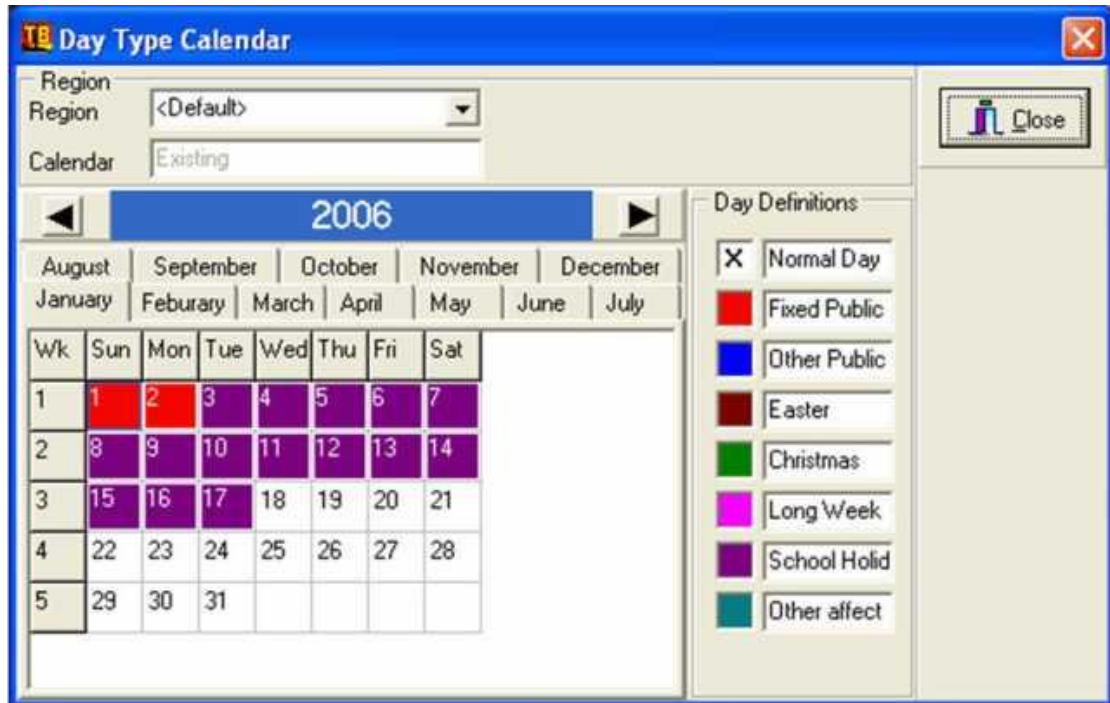 TB Day Type Calendar
Region
Region <Default>
Close
Calendar Existing
2006
August September October November December
January Feburary March April May June July
Wk Sun Mon Tue Wed Thu Fri Sat
1 1 2 3 4 5 6 7
2 8 9 10 11 12 13 14
3 15 16 17 18 19 20 21
4 22 23 24 25 26 27 28
5 29 30 31
Day Definitions
X Normal Day
Fixed Public
Other Public
Easter
Christmas
Long Week
School Holid
Other affect